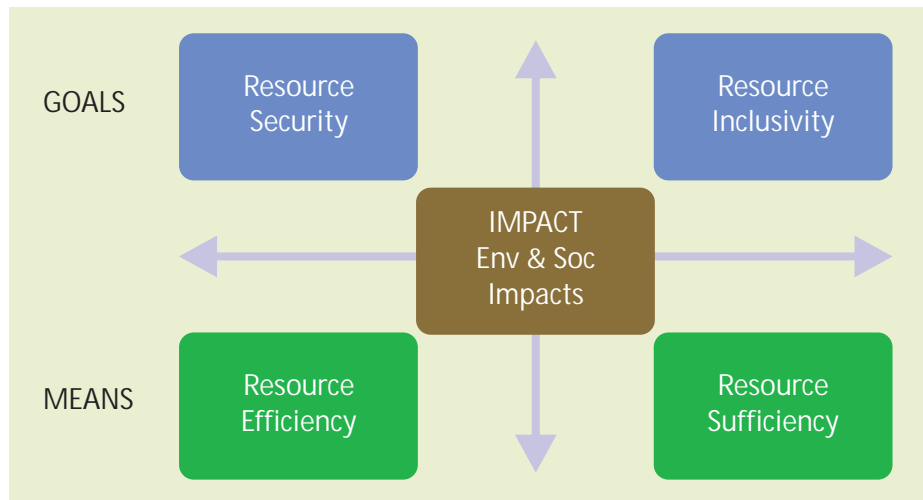 GOALS
Resource
Security
Resource
Inclusivity
IMPACT
Env & Soc
Impacts
MEANS
Resource
Efficiency
Resource
Sufficiency